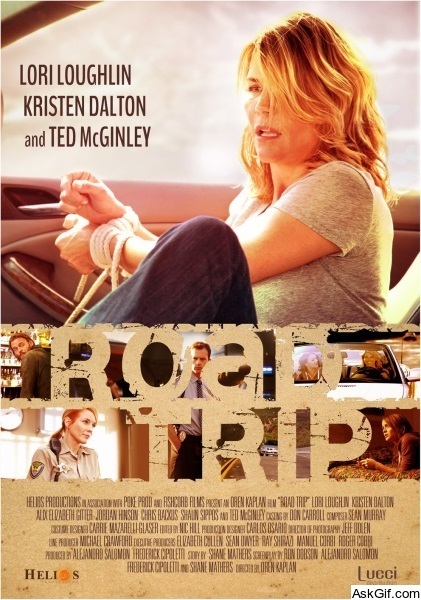 LORI LOUGHLIN
KRISTEN DALTON
and TED McGINLEY
ROAD
TRIP
HELIOS PRODUCTIONS IN ASSOCIATION WITH POKE PROD AND FISHCORB FILMS PRESENT AN OREN KAPLAN FILM "ROAD TRIP" LORI LOUGHLIN KRISTEN DALTON
ALIX ELIZABETH GITTER JORDAN HINSON CHRIS BACKUS SHAUN SIPOS AND TED McGINLEY CASTING BY DON CARROLL COMPOSER SEAN MURRAY
COSTUME DESIGNER CARRIE MAZARELLI-GLASER EDITED BY NIC HILL PRODUCTION DESIGNER CARLOS OSARIO DIRECTOR OF PHOTOGRAPHY JEFF DOLEN
LINE PRODUCER MICHAEL CRAWFORD EXECUTIVE PRODUCERS ELIZABETH CULLEN SEAN DWYER RAY SHIRAZI MANUEL CORBI ROGER COBBI
PRODUCED BY ALEJANDRO SALOMON FREDERICK CIPOLETTI STORY BY SHANE MATHERS SCREENPLAY BY RON DOBSON ALEJANDRO SALOMON
FREDERICK CIPOLETTI AND SHANE MATHERS DIRECTED BY OREN KAPLAN
HELIOS
Lucci
AskGif.com